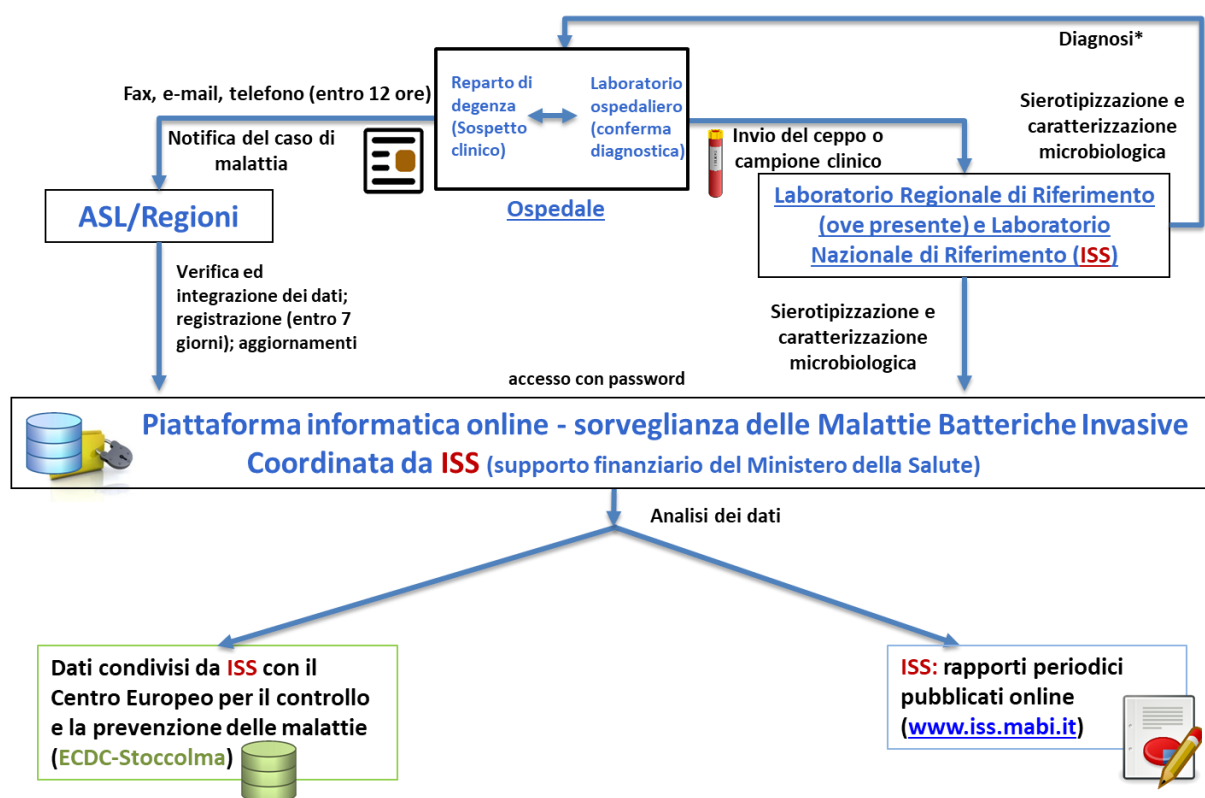 Diagnosi*
Fax, e-mail, telefono (entro 12 ore)
Notifica del caso di
malattia
Reparto di
degenza
(Sospetto
clinico)
Laboratorio
ospedaliero
(conferma
diagnostica)
Ospedale
Invio del ceppo o
campione clinico
Sierotipizzazione e
caratterizzazione
microbiologica
ASL/Regioni
Laboratorio Regionale di Riferimento
(ove presente) e Laboratorio
Nazionale di Riferimento (ISS)
Verifica ed
integrazione dei dati;
registrazione (entro 7
giorni); aggiornamenti
Sierotipizzazione e
caratterizzazione
microbiologica
accesso con password
Piattaforma informatica online - sorveglianza delle Malattie Batteriche Invasive
Coordinata da ISS (supporto finanziario del Ministero della Salute)
Analisi dei dati
Dati condivisi da ISS con il
Centro Europeo per il controllo
e la prevenzione delle malattie
(ECDC-Stoccolma)
ISS: rapporti periodici
pubblicati online
(www.iss.mabi.it)